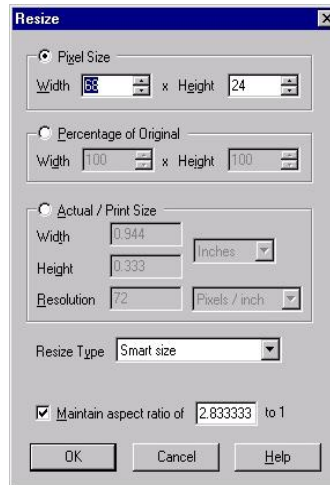 Resize
Pixel Size
Width 68 x Height 24
Percentage of Original
Width 100 x Height 100
Actual / Print Size
Width 0.944
Inches
Height 0.333
Resolution 72 Pixels / inch
Resize Type Smart size
Maintain aspect ratio of 2.833333 to 1
OK Cancel Help